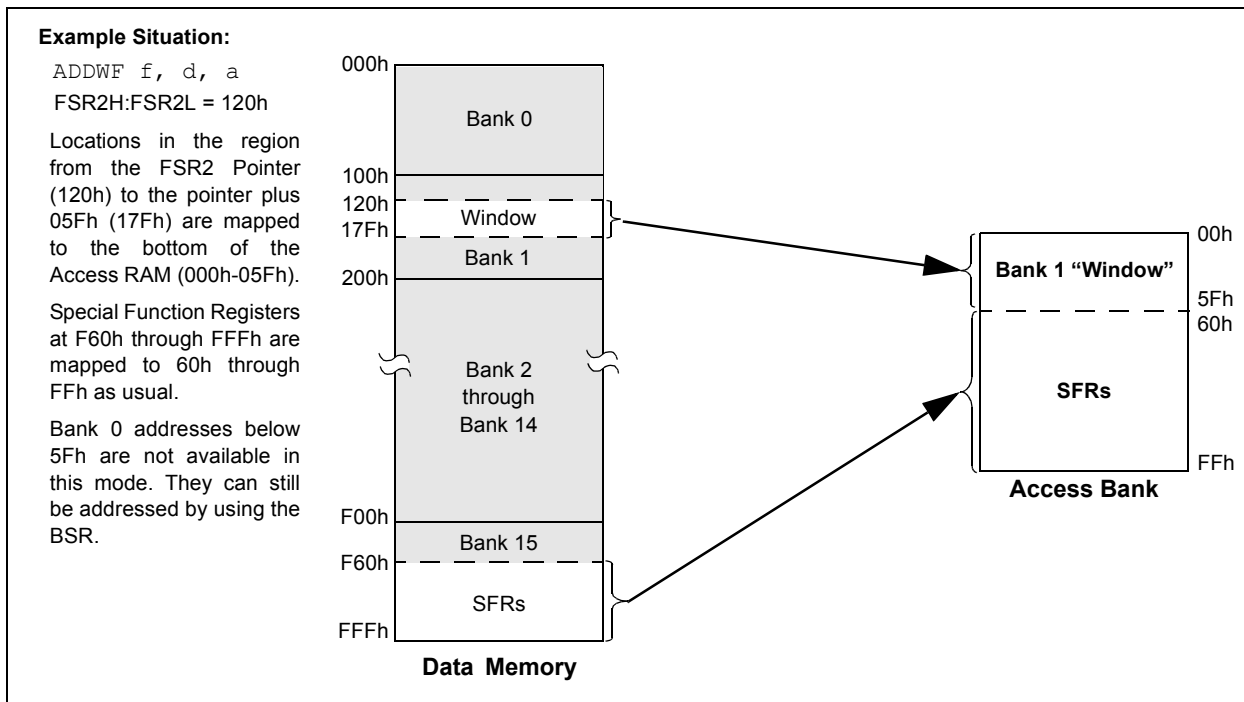 Example Situation:
ADDWF f, d, a
FSR2H:FSR2L = 120h
Locations in the region
from the FSR2 Pointer
(120h) to the pointer plus
05Fh (17Fh) are mapped
to the bottom of the
Access RAM (000h-05Fh).
Special Function Registers
at F60h through FFFh are
mapped to 60h through
FFh as usual.
Bank 0 addresses below
5Fh are not available in
this mode. They can still
be addressed by using the
BSR.
000h
Bank 0
100h
120h
Window
17Fh
Bank 1
200h
Bank 2
through
Bank 14
F00h
Bank 15
F60h
SFRs
FFFh
Data Memory
00h
Bank 1 “Window”
5Fh
60h
SFRs
FFh
Access Bank